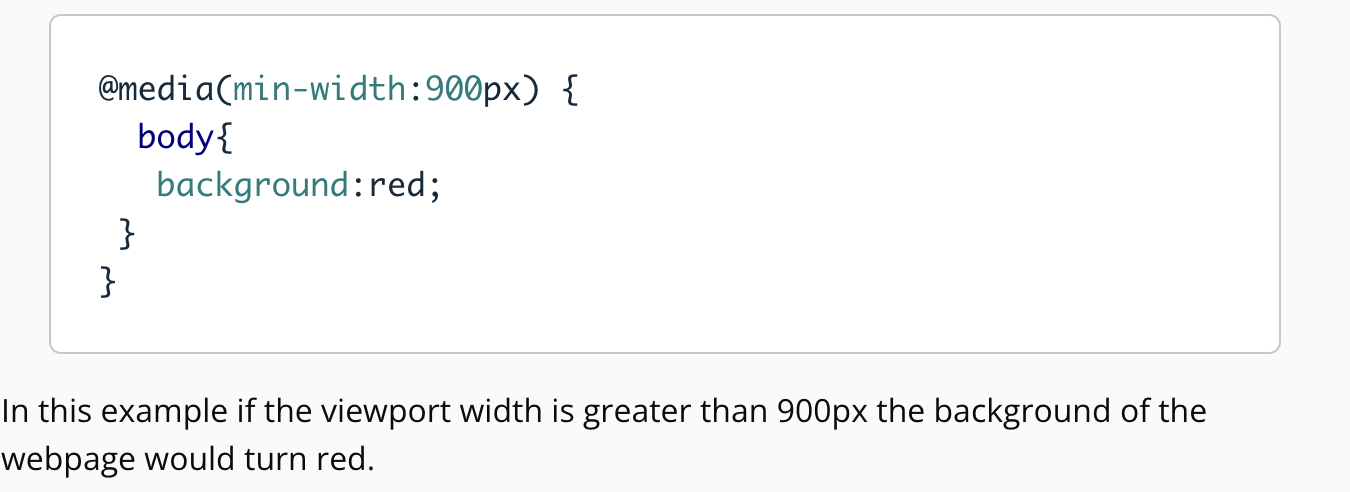 @media(min-width:900px) {
  body{
   background:red;
 }
}
In this example if the viewport width is greater than 900px the background of the
webpage would turn red.